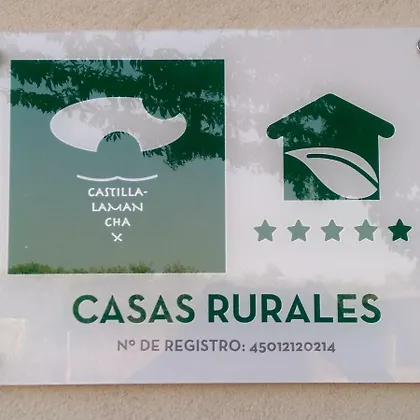 CASTILLA-
LAMAN
CHA
X
CASAS RURALES
Nº DE REGISTRO: 45012120214